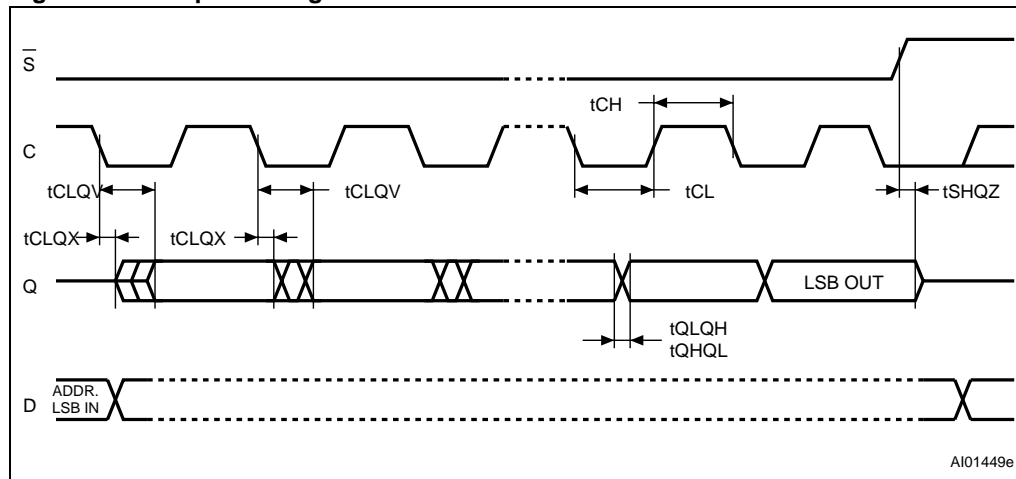 S
tCH
C
tCLQV
tCLQV
tCL
tSHQZ
tCLQX
tCLQX
Q
LSB OUT
tQLQH
tQHQL
ADDR.
D
LSB IN
AI01449e